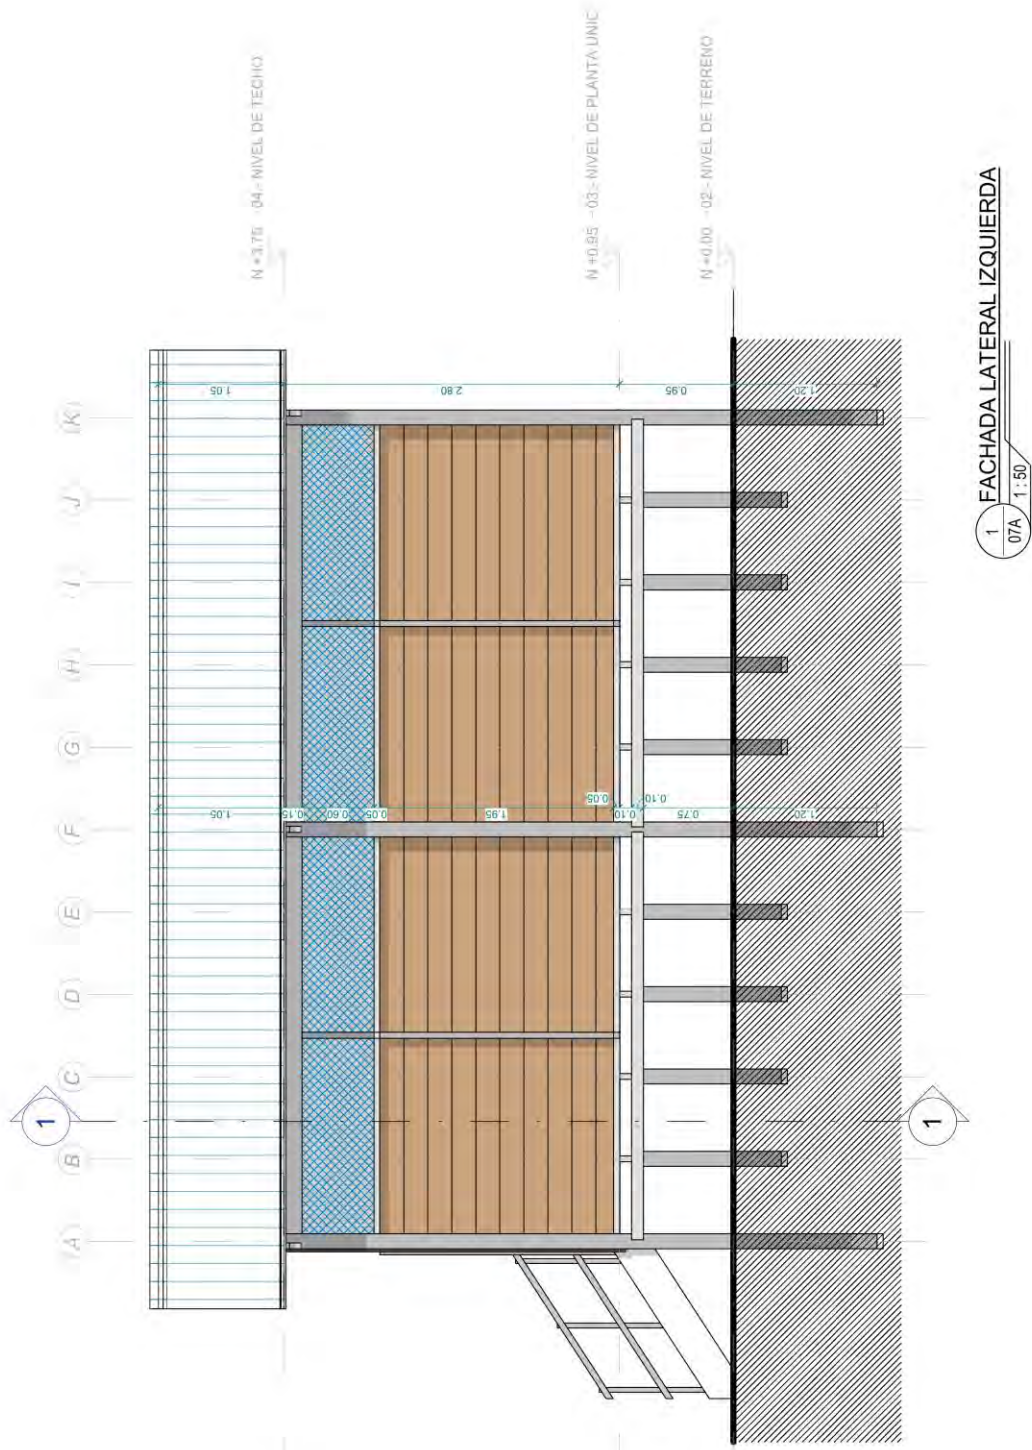 A
B
C
D
E
F
G
H
I
J
K
1
1
N +3.75 -04.- NIVEL DE TECHO
N +0.95 -03.- NIVEL DE PLANTA UNIC
N +0.00 -02.- NIVEL DE TERRENO
1.05
2.80
0.95
1.20
1.05
0.15
0.60
0.05
1.95
0.05
0.10
0.10
0.75
1.20
1
07A
FACHADA LATERAL IZQUIERDA
1 : 50